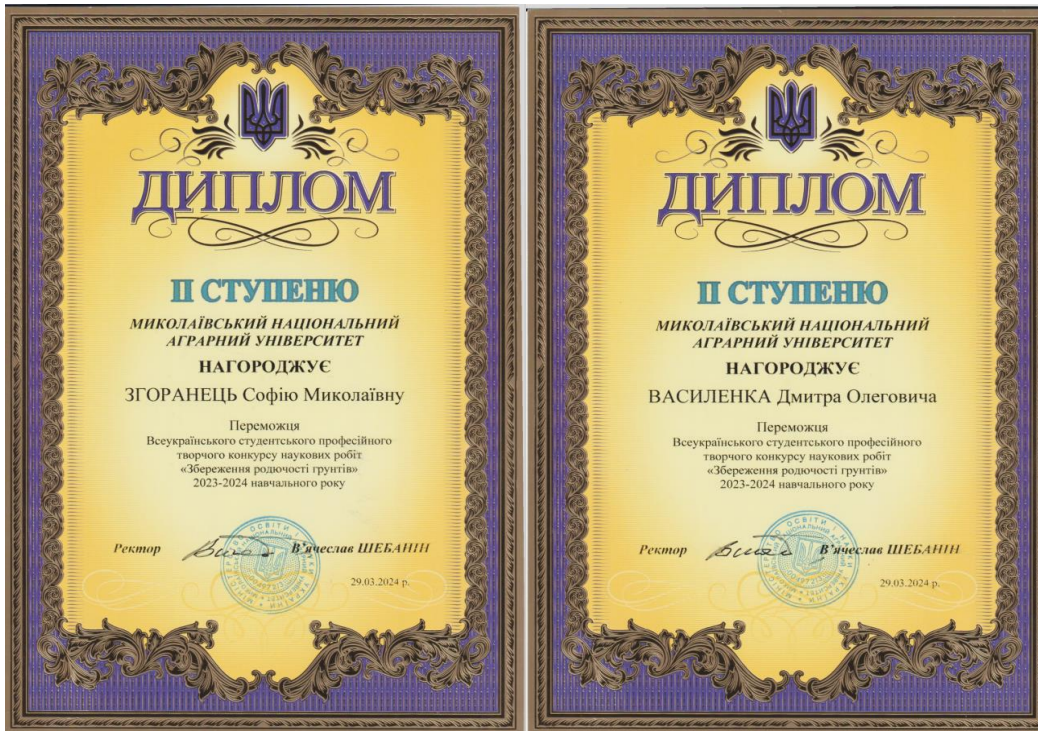 ДИПЛОМ
ІІ СТУПЕНЮ
МИКОЛАЇВСЬКИЙ НАЦІОНАЛЬНИЙ
АГРАРНИЙ УНІВЕРСИТЕТ
НАГОРОДЖУЄ
ЗГОРАНЕЦЬ Софію Миколаївну
Переможця
Всеукраїнського студентського професійного
творчого конкурсу наукових робіт
«Збереження родючості грунтів»
2023-2024 навчального року
Ректор В'ячеслав ШЕБАНІН
29.03.2024 р.
ДИПЛОМ
ІІ СТУПЕНЮ
МИКОЛАЇВСЬКИЙ НАЦІОНАЛЬНИЙ
АГРАРНИЙ УНІВЕРСИТЕТ
НАГОРОДЖУЄ
ВАСИЛЕНКА Дмитра Олеговича
Переможця
Всеукраїнського студентського професійного
творчого конкурсу наукових робіт
«Збереження родючості грунтів»
2023-2024 навчального року
Ректор В'ячеслав ШЕБАНІН
29.03.2024 р.